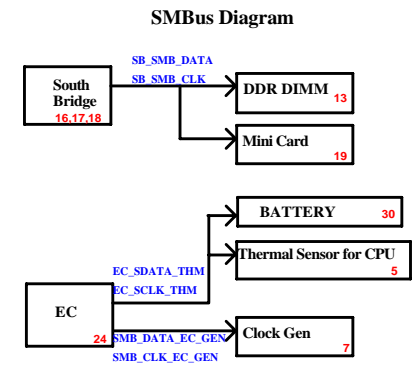 SMBus Diagram
SB_SMB_DATA
SB_SMB_CLK
South
Bridge
16,17,18
DDR DIMM
13
Mini Card
19
BATTERY 30
Thermal Sensor for CPU
5
EC_SDATA_THM
EC_SCLK_THM
EC
24
SMB_DATA_EC_GEN
SMB_CLK_EC_GEN
Clock Gen
7